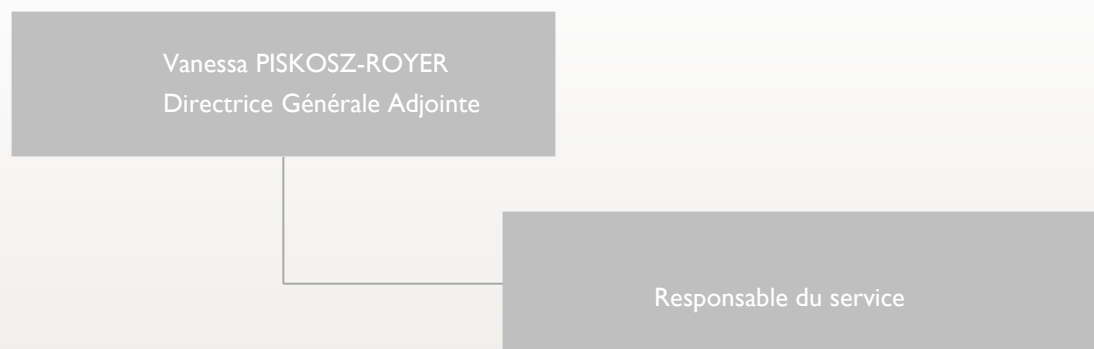 Vanessa PISKOSZ-ROYER
Directrice Générale Adjointe
Responsable du service